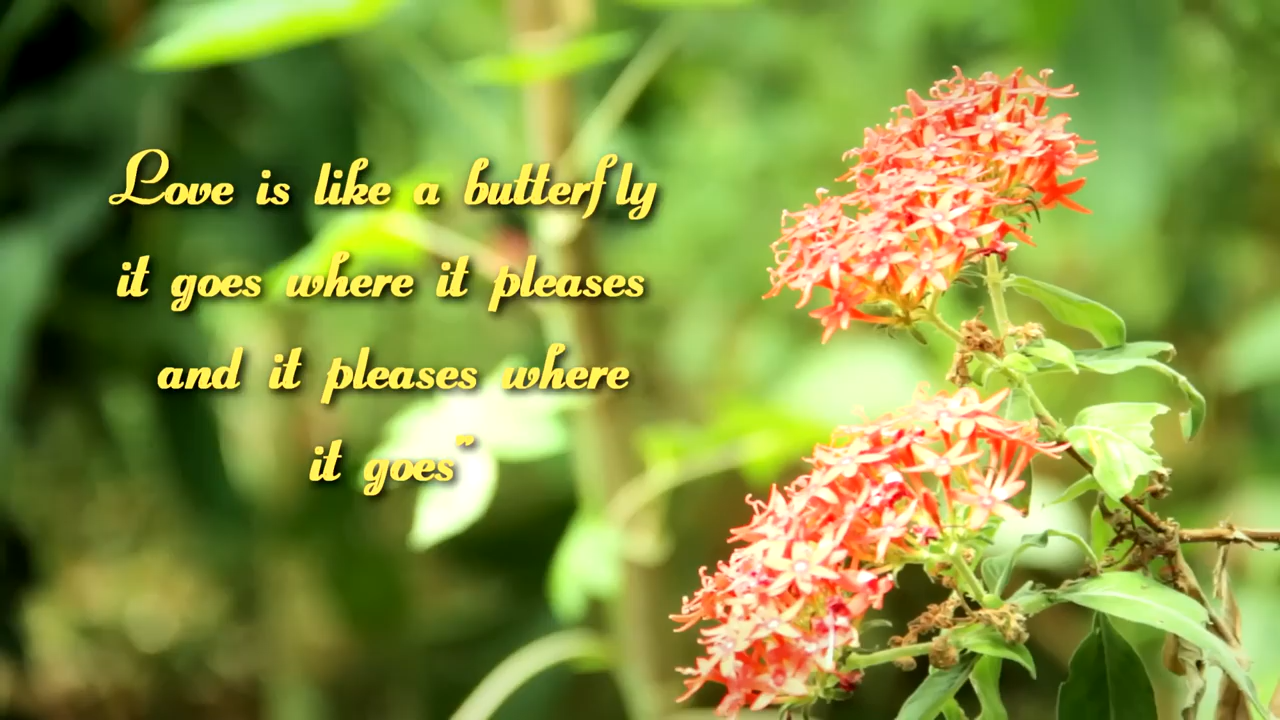 Love is like a butterfly
it goes where it pleases
and it pleases where
it goes"